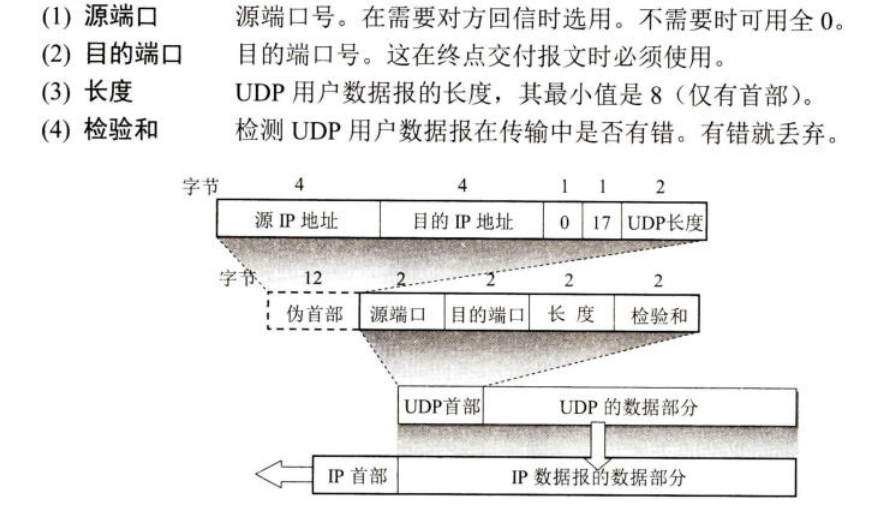 (1) 源端口 源端口号。在需要对方回信时选用。不需要时可用全 0。
(2) 目的端口 目的端口号。这在终点交付报文时必须使用。
(3) 长度 UDP 用户数据报的长度，其最小值是 8（仅有首部）。
(4) 检验和 检测 UDP 用户数据报在传输中是否有错。有错就丢弃。
字节 4 4 1 1 2
源 IP 地址 目的 IP 地址 0 17 UDP长度
字节 12 2 2 2 2
伪首部 源端口 目的端口 长 度 检验和
UDP首部 UDP 的数据部分
IP 首部 IP 数据报的数据部分